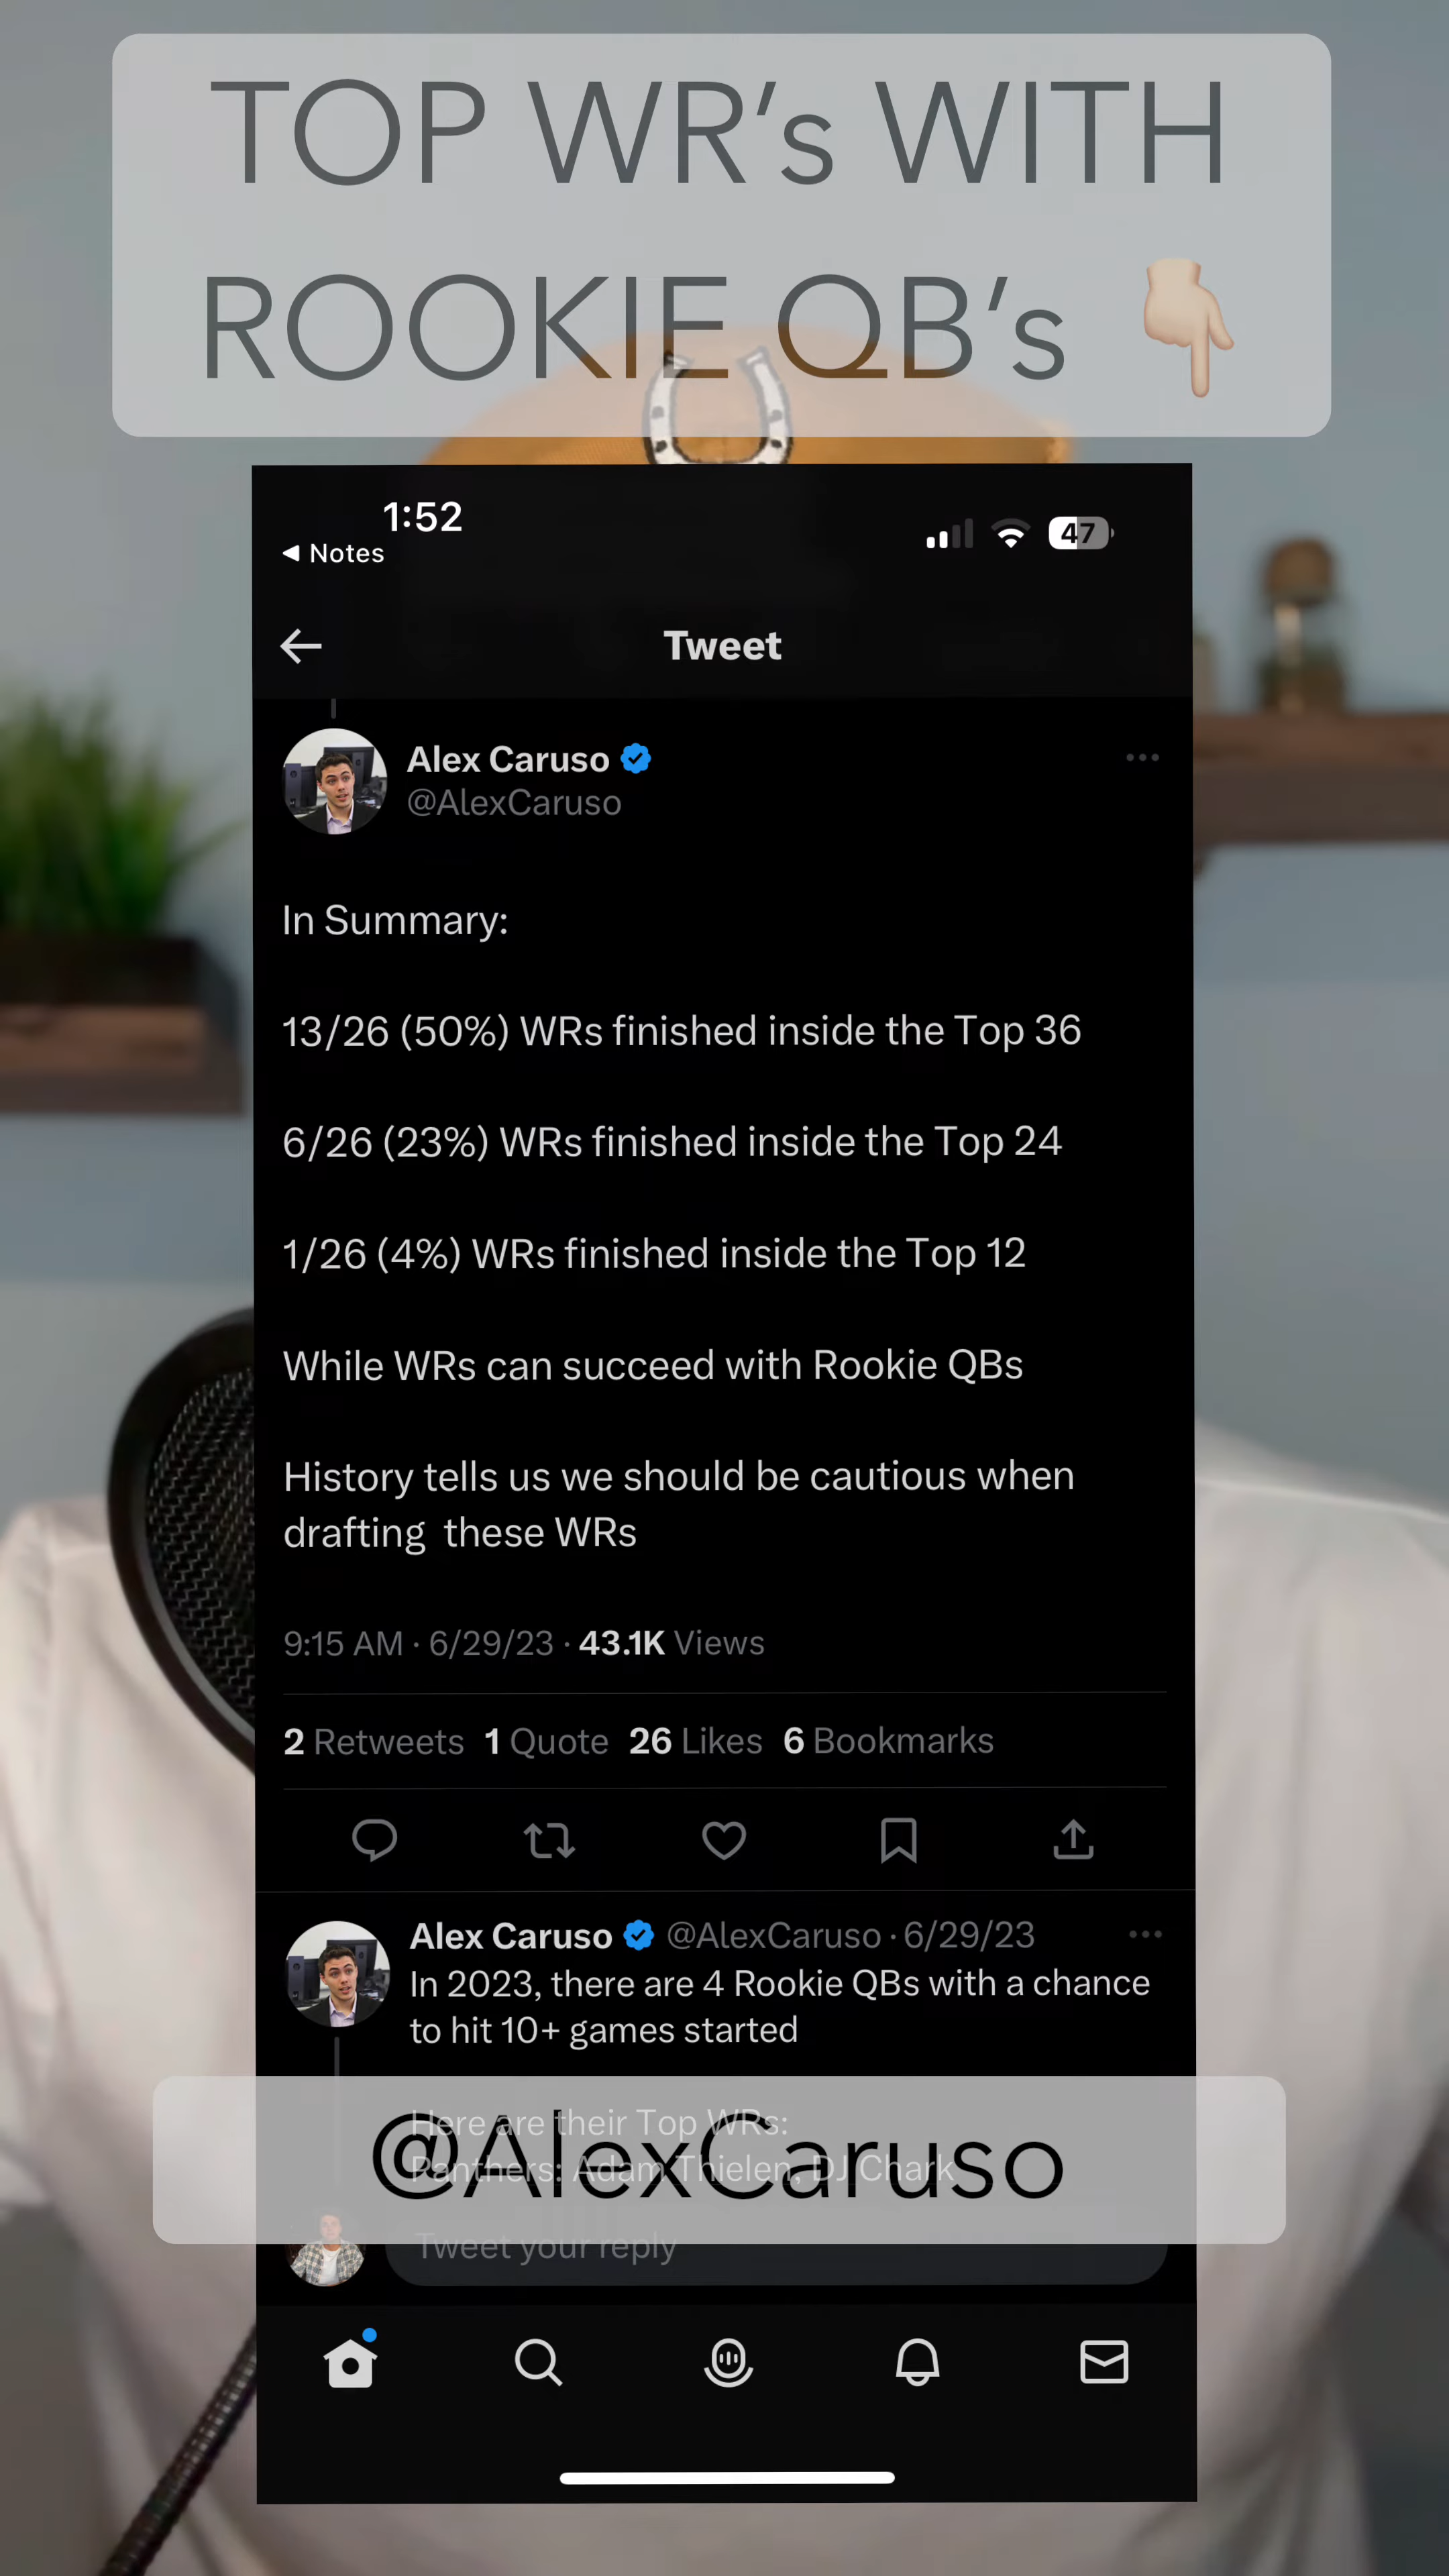 TOP WR’s WITH
ROOKIE QB’s 👇🏻
1:52
47
◀ Notes
Tweet
Alex Caruso
@AlexCaruso
In Summary:
13/26 (50%) WRs finished inside the Top 36
6/26 (23%) WRs finished inside the Top 24
1/26 (4%) WRs finished inside the Top 12
While WRs can succeed with Rookie QBs
History tells us we should be cautious when
drafting these WRs
9:15 AM · 6/29/23 · 43.1K Views
2 Retweets 1 Quote 26 Likes 6 Bookmarks
Alex Caruso @AlexCaruso · 6/29/23
In 2023, there are 4 Rookie QBs with a chance
to hit 10+ games started
Here are their Top WRs:
Panthers: Adam Thielen, DJ Chark
@AlexCaruso
Tweet your reply